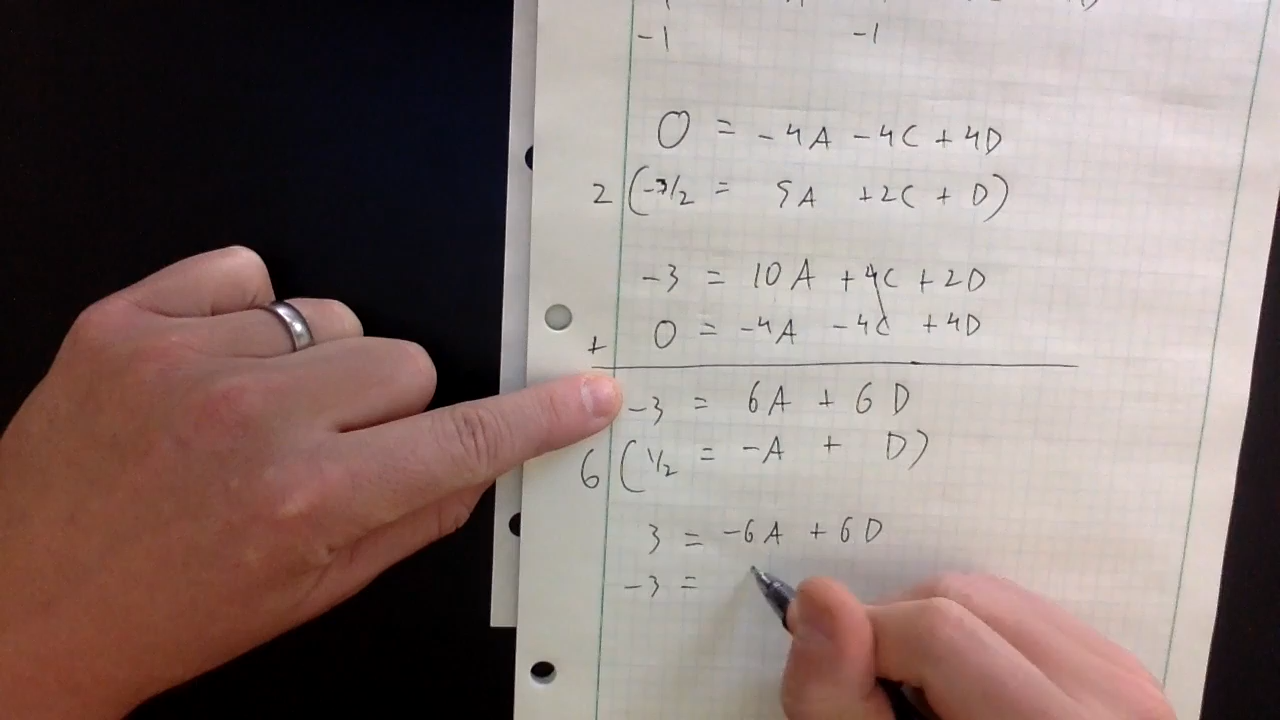 -1 -1
0 = -4A -4C + 4D
2 (-3/2 = 5A +2C + D)
-3 = 10A + 4C + 2D
+ 0 = -4A -4C + 4D
-3 = 6A + 6D
6 (1/2 = -A + D)
3 = -6A + 6D
-3 =